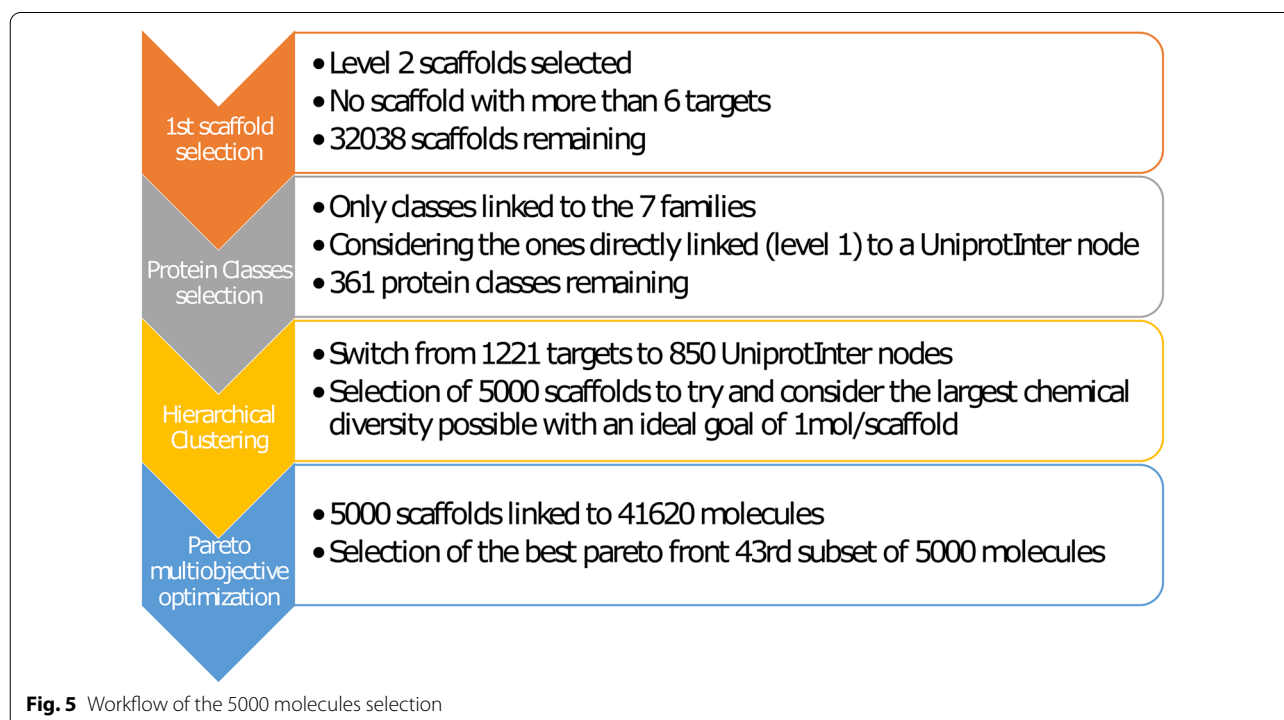 1st scaffold
selection
• Level 2 scaffolds selected
• No scaffold with more than 6 targets
• 32038 scaffolds remaining
Protein Classes
selection
• Only classes linked to the 7 families
• Considering the ones directly linked (level 1) to a UniprotInter node
• 361 protein classes remaining
Hierarchical
Clustering
• Switch from 1221 targets to 850 UniprotInter nodes
• Selection of 5000 scaffolds to try and consider the largest chemical
diversity possible with an ideal goal of 1mol/scaffold
Pareto
multiobjective
optimization
• 5000 scaffolds linked to 41620 molecules
• Selection of the best pareto front 43rd subset of 5000 molecules
Fig. 5 Workflow of the 5000 molecules selection